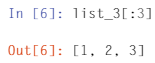 In [6]: list_3[:3]
Out[6]: [1, 2, 3]